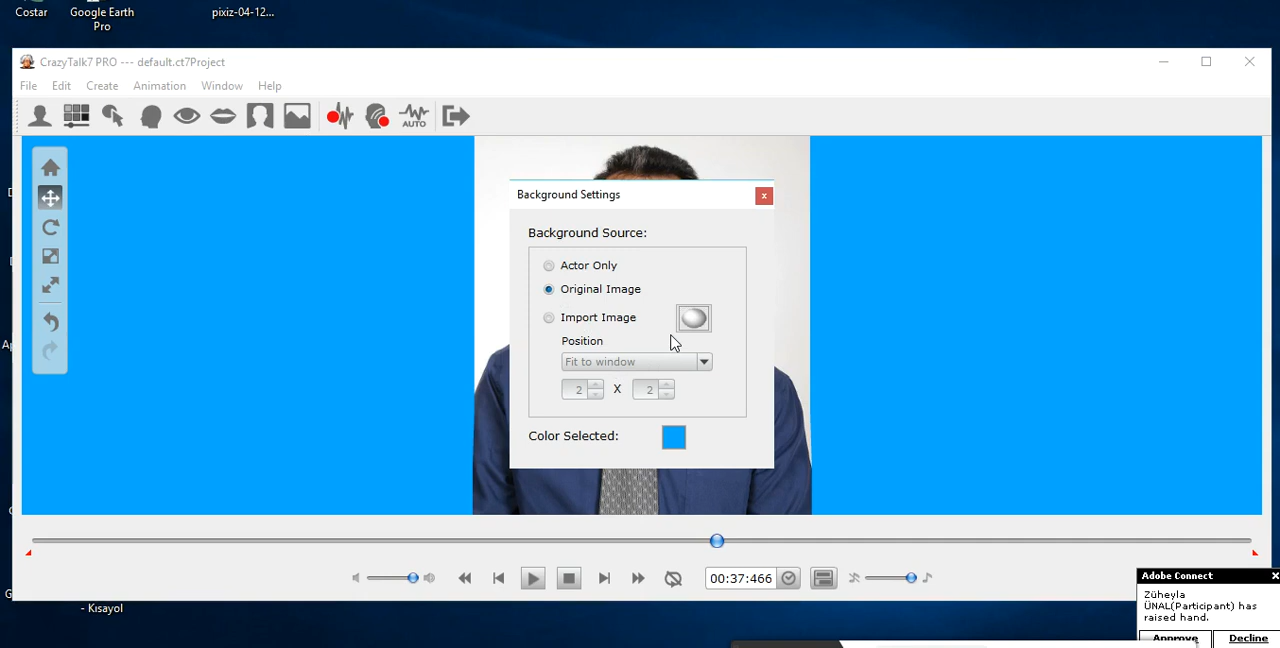 Costar
Google Earth
Pro
pixiz-04-12...
CrazyTalk7 PRO --- default.ct7Project
File Edit Create Animation Window Help
AUTO
Background Settings
Background Source:
Actor Only
Original Image
Import Image
Position
Fit to window
2 X 2
Color Selected:
00:37:466
- Kısayol
Adobe Connect
Züheyla
ÜNAL(Participant) has
raised hand.
Approve Decline